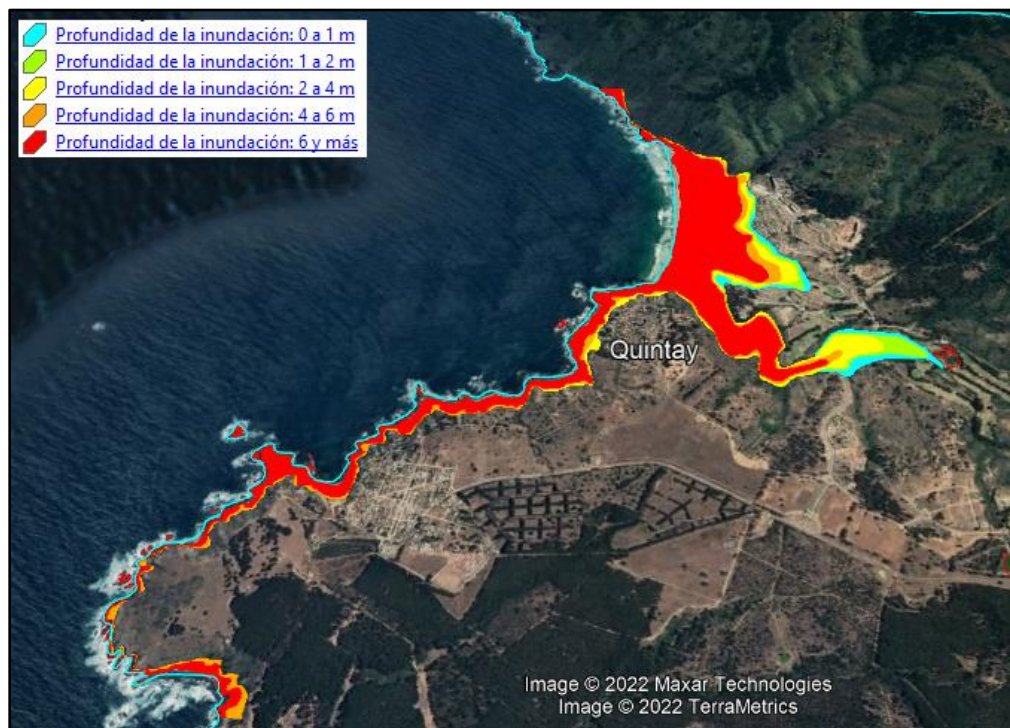 Profundidad de la inundación: 0 a 1 m
Profundidad de la inundación: 1 a 2 m
Profundidad de la inundación: 2 a 4 m
Profundidad de la inundación: 4 a 6 m
Profundidad de la inundación: 6 y más
Quintay
Image © 2022 Maxar Technologies
Image © 2022 TerraMetrics